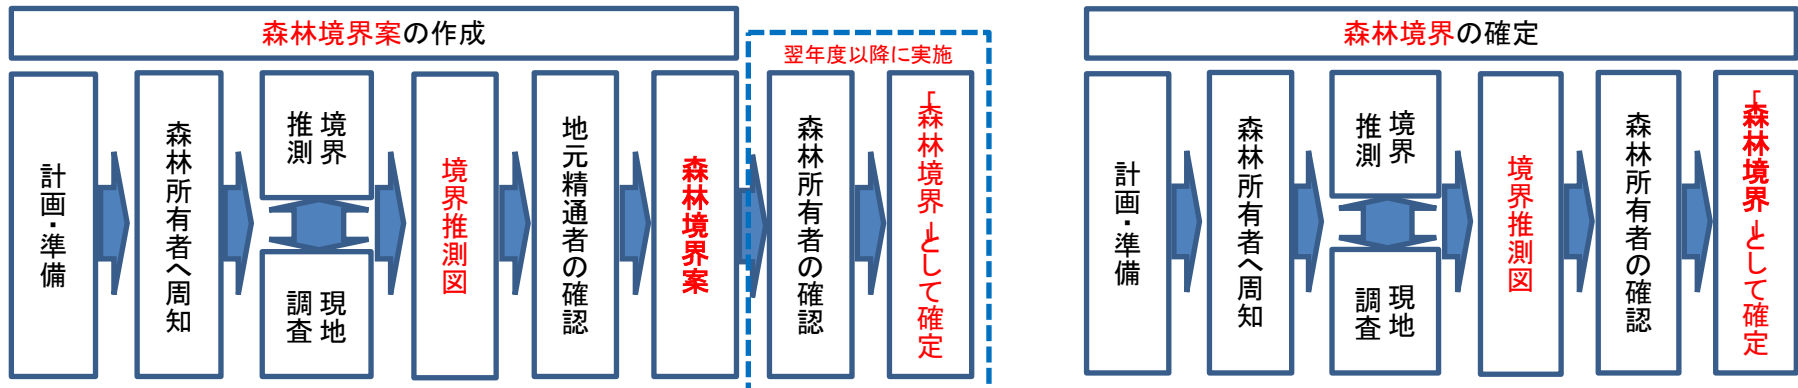 森林境界案の作成
翌年度以降に実施
計画・準備
森林所有者へ周知
境界
推測
現地
調査
境界推測図
地元精通者の確認
森林境界案
森林所有者の確認
「森林境界」として確定
森林境界の確定
計画・準備
森林所有者へ周知
境界
推測
現地
調査
境界推測図
森林所有者の確認
「森林境界」として確定